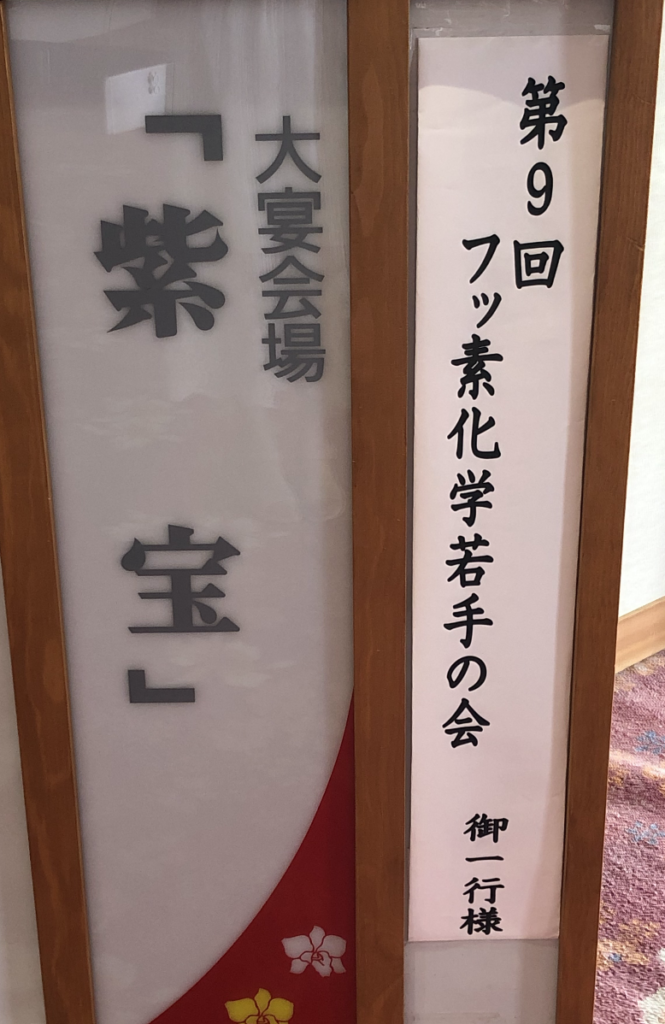 第9回
フッ素化学若手の会
御一行様
大宴会場
「紫宝」